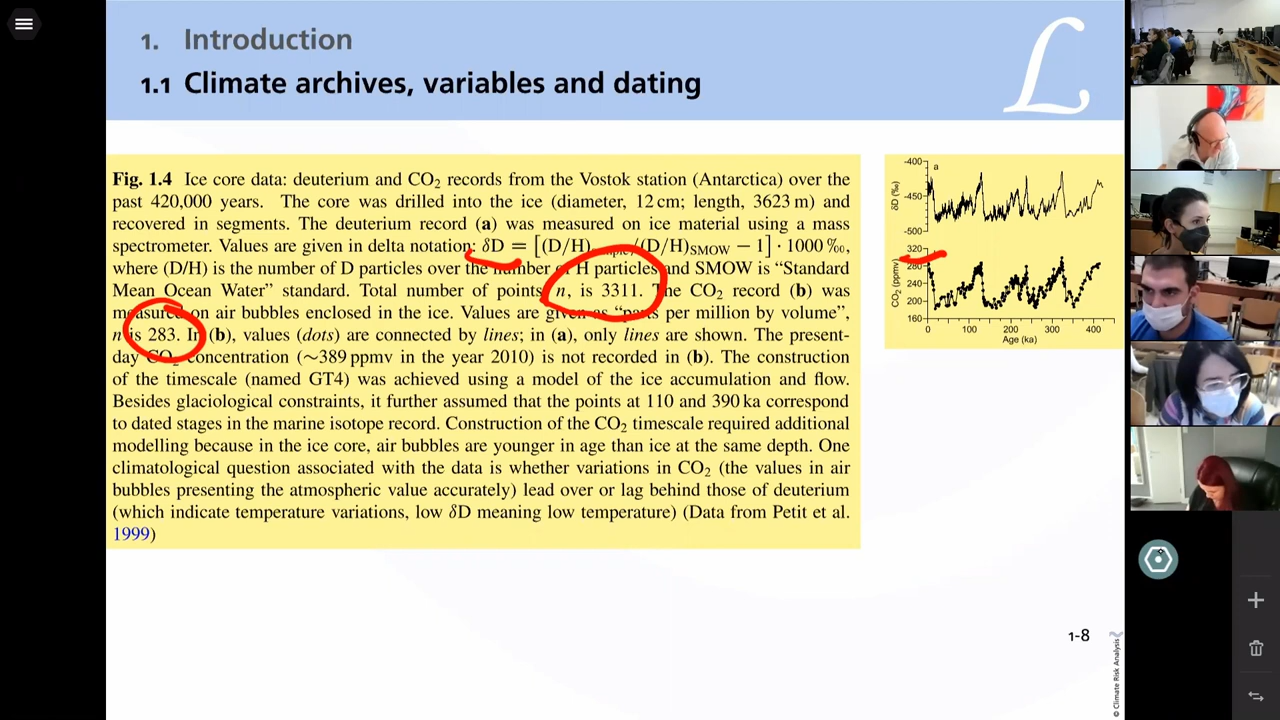 1. Introduction
1.1 Climate archives, variables and dating
Fig. 1.4 Ice core data: deuterium and CO₂ records from the Vostok station (Antarctica) over the
past 420,000 years. The core was drilled into the ice (diameter, 12 cm; length, 3623 m) and
recovered in segments. The deuterium record (a) was measured on ice material using a mass
spectrometer. Values are given in delta notation: δD = [(D/H) /(D/H)SMOW − 1] · 1000 ‰,
where (D/H) is the number of D particles over the number of H particles and SMOW is “Standard
Mean Ocean Water” standard. Total number of points, n, is 3311. The CO₂ record (b) was
measured on air bubbles enclosed in the ice. Values are given as “parts per million by volume”,
n is 283. In (b), values (dots) are connected by lines; in (a), only lines are shown. The present-
day CO₂ concentration (∼389 ppmv in the year 2010) is not recorded in (b). The construction
of the timescale (named GT4) was achieved using a model of the ice accumulation and flow.
Besides glaciological constraints, it further assumed that the points at 110 and 390 ka correspond
to dated stages in the marine isotope record. Construction of the CO₂ timescale required additional
modelling because in the ice core, air bubbles are younger in age than ice at the same depth. One
climatological question associated with the data is whether variations in CO₂ (the values in air
bubbles presenting the atmospheric value accurately) lead over or lag behind those of deuterium
(which indicate temperature variations, low δD meaning low temperature) (Data from Petit et al.
1999)
-400
a
δD (‰)
-450
-500
320
280
CO₂ (ppmv)
240
200
160
0 100 200 300 400
Age (ka)
1-8
© Climate Risk Analysis